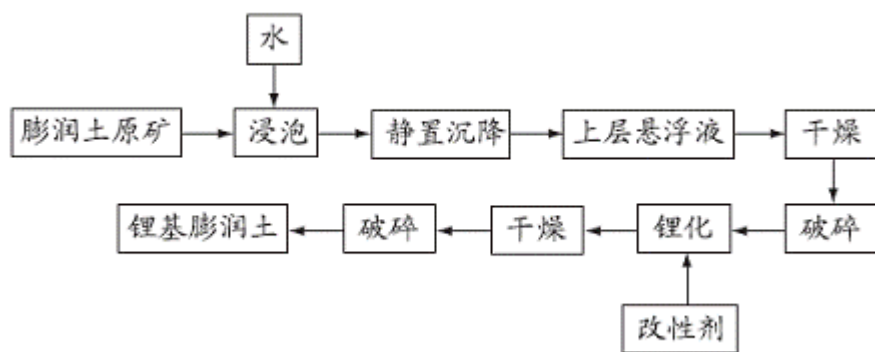 水
膨润土原矿
浸泡
静置沉降
上层悬浮液
干燥
破碎
锂化
干燥
破碎
锂基膨润土
改性剂